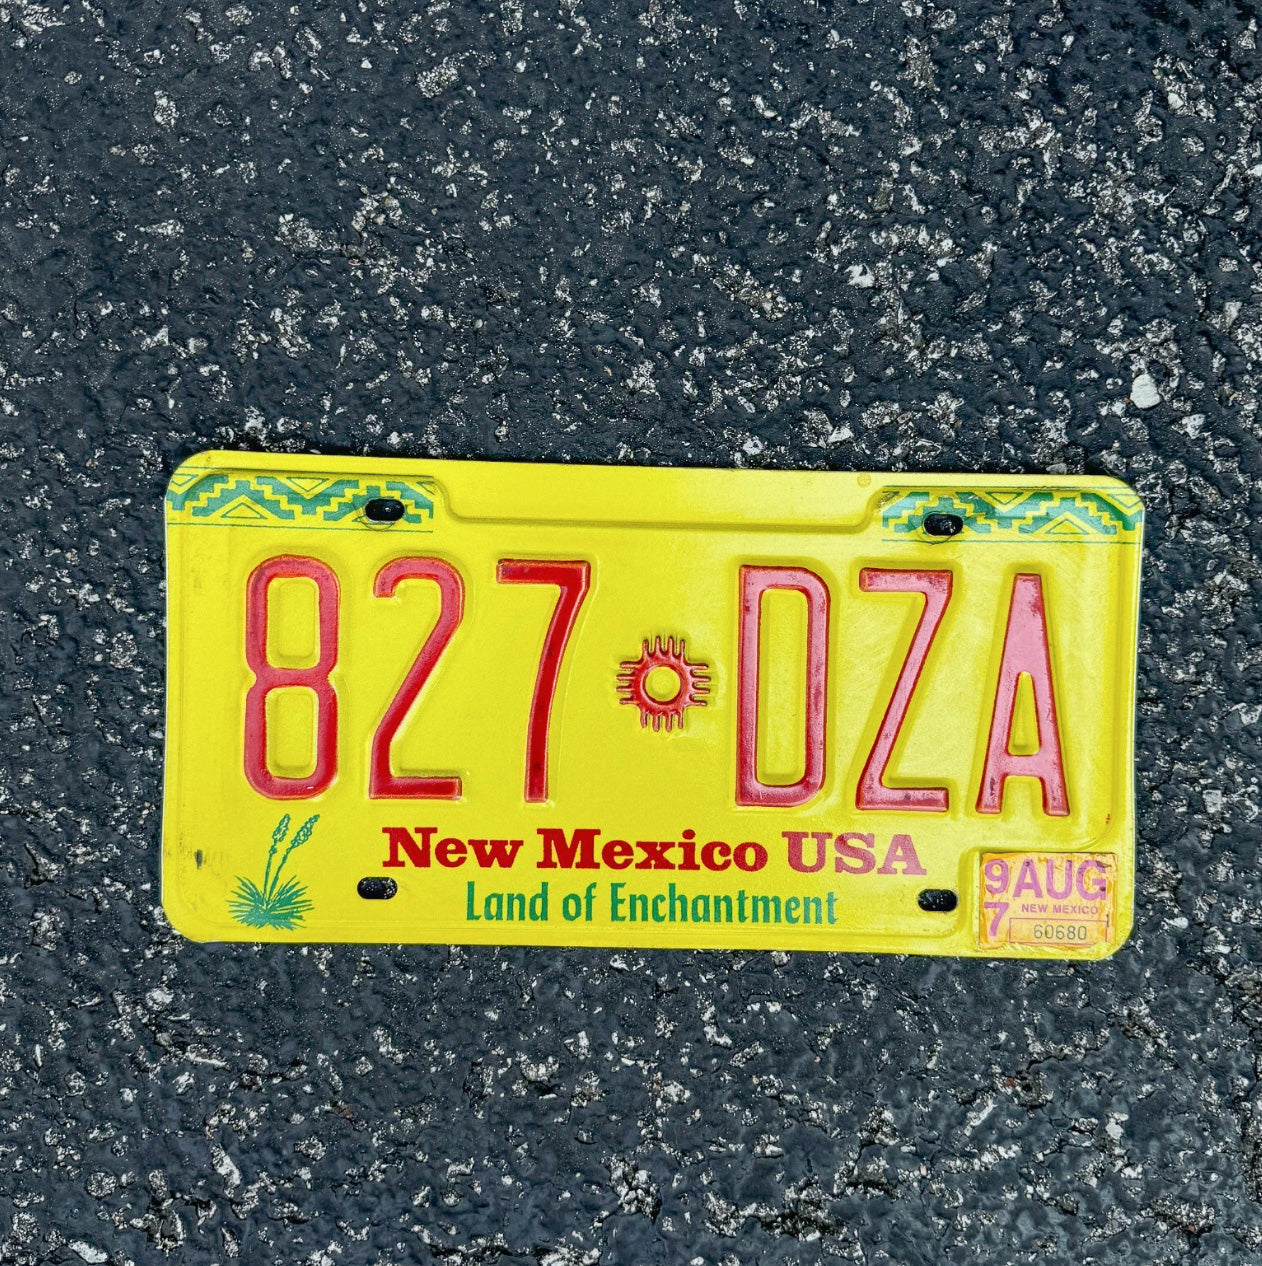 827 DZA
New Mexico USA
Land of Enchantment
9 AUG
7 NEW MEXICO
60680